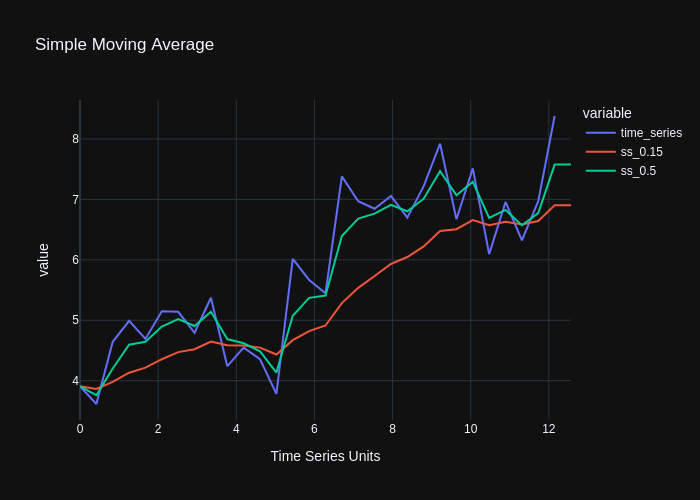 Simple Moving Average
variable
time_series
ss_0.15
ss_0.5
value
8
7
6
5
4
0 2 4 6 8 10 12
Time Series Units